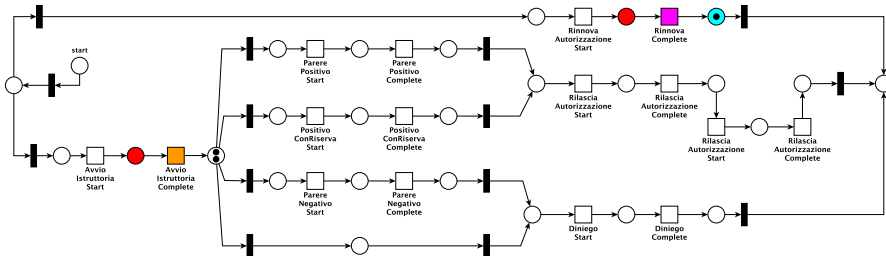 start
Rinnova
Autorizzazione
Start
Rinnova
Complete
Parere
Positivo
Start
Parere
Positivo
Complete
Rilascia
Autorizzazione
Start
Rilascia
Autorizzazione
Complete
Positivo
ConRiserva
Start
Positivo
ConRiserva
Complete
Rilascia
Autorizzazione
Start
Rilascia
Autorizzazione
Complete
Avvio
Istruttoria
Start
Avvio
Istruttoria
Complete
Parere
Negativo
Start
Parere
Negativo
Complete
Diniego
Start
Diniego
Complete